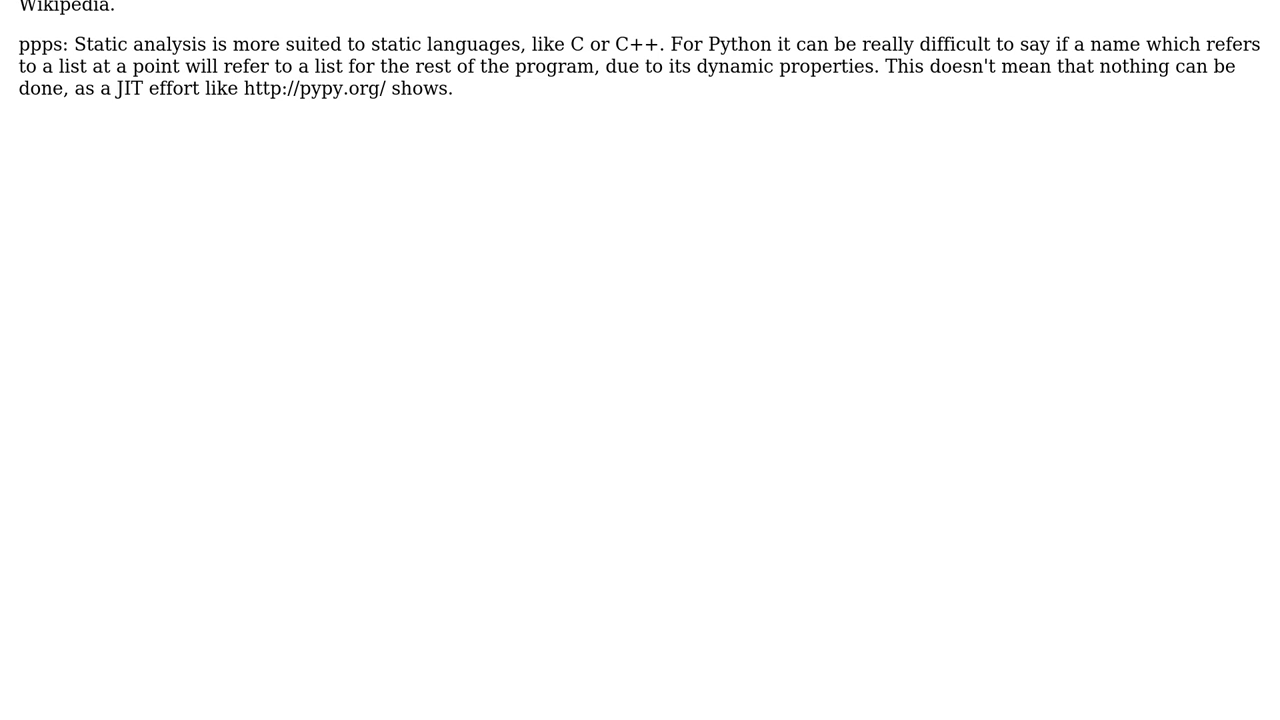 Wikipedia.
ppps: Static analysis is more suited to static languages, like C or C++. For Python it can be really difficult to say if a name which refers
to a list at a point will refer to a list for the rest of the program, due to its dynamic properties. This doesn't mean that nothing can be
done, as a JIT effort like http://pypy.org/ shows.